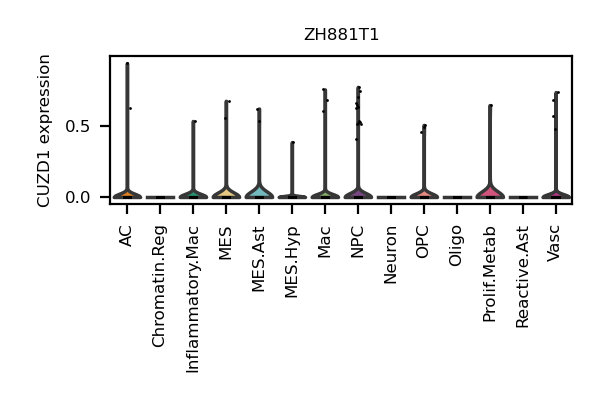 ZH881T1
CUZD1 expression
0.5
0.0
AC
Chromatin.Reg
Inflammatory.Mac
MES
MES.Ast
MES.Hyp
Mac
NPC
Neuron
OPC
Oligo
Prolif.Metab
Reactive.Ast
Vasc